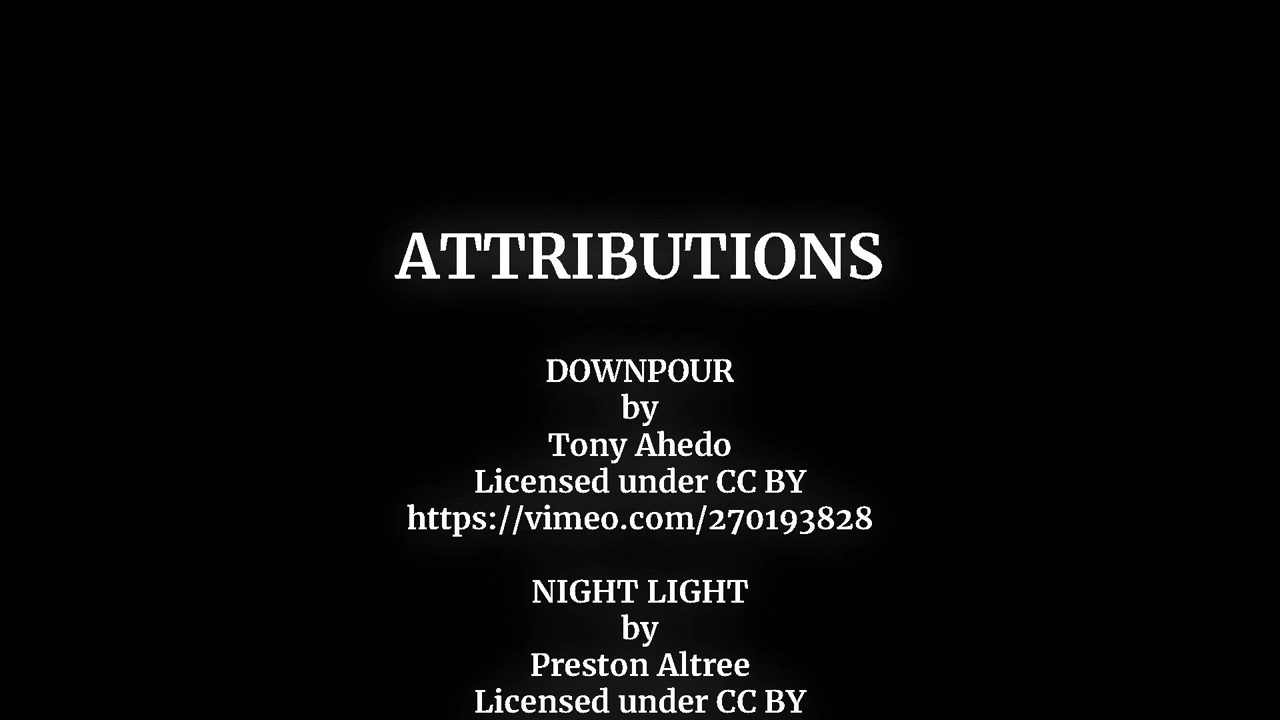 ATTRIBUTIONS
DOWNPOUR
by
Tony Ahedo
Licensed under CC BY
https://vimeo.com/270193828
NIGHT LIGHT
by
Preston Altree
Licensed under CC BY